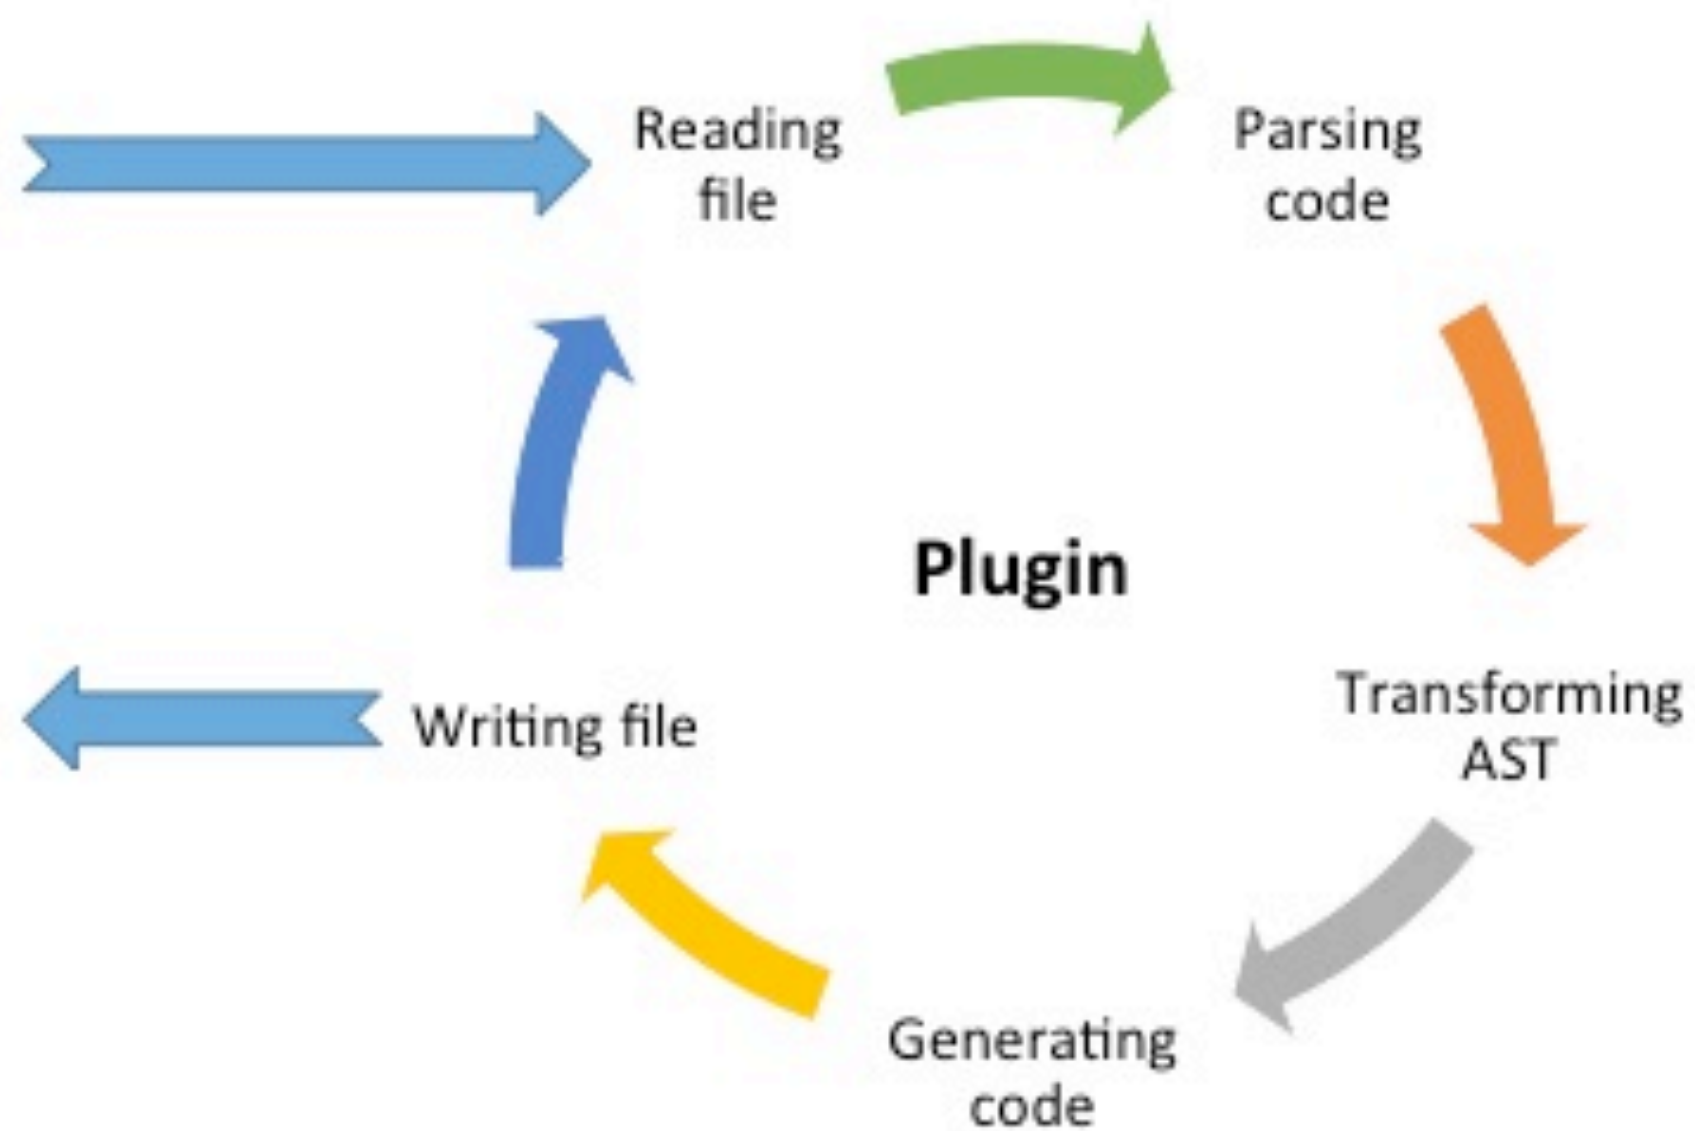 Reading
file
Parsing
code
Plugin
Transforming
AST
Writing file
Generating
code